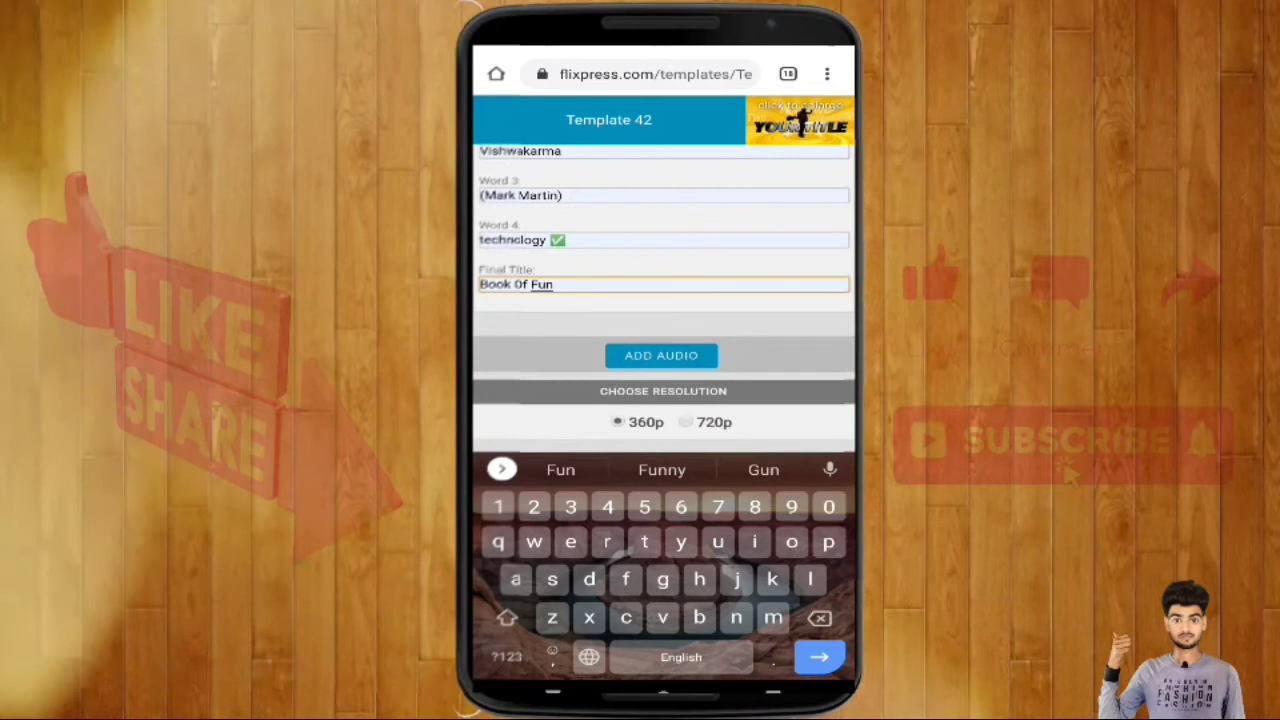 flixpress.com/templates/Te
18
Template 42
click to enlarge
YOUR TITLE
Vishwakarma
Word 3:
(Mark Martin)
Word 4:
technology ✅
Final Title:
Book Of Fun
ADD AUDIO
CHOOSE RESOLUTION
360p 720p
Fun Funny Gun
1 2 3 4 5 6 7 8 9 0
q w e r t y u i o p
a s d f g h j k l
z x c v b n m
?123 , English .
LIKE
SHARE
SUBSCRIBE
FASHION